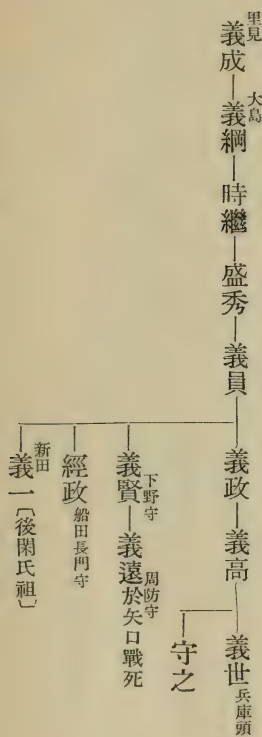 里見
義成─大島義綱─時繼─盛秀─義員─義政─義高─義世 兵庫頭
守之
義賢 下野守─義遠 周防守 於矢口戰死
經政 船田長門守
新田
義一〔後閑氏祖〕